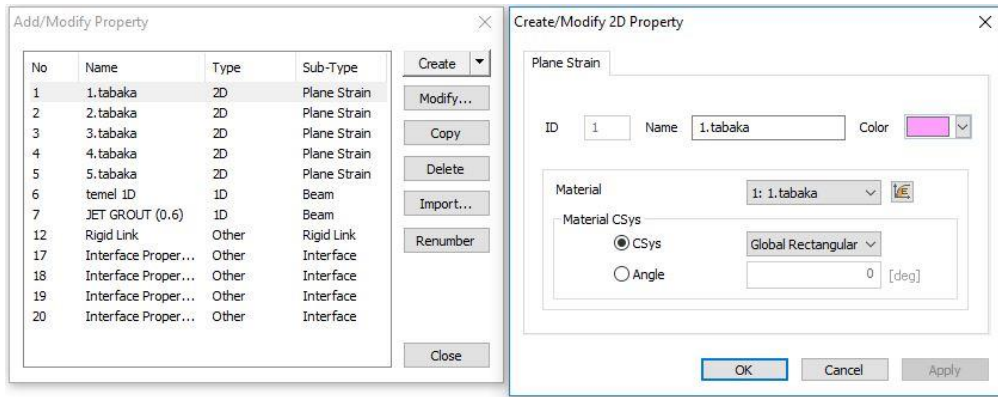 Add/Modify Property
No Name Type Sub-Type
1 1.tabaka 2D Plane Strain
2 2.tabaka 2D Plane Strain
3 3.tabaka 2D Plane Strain
4 4.tabaka 2D Plane Strain
5 5.tabaka 2D Plane Strain
6 temel 1D 1D Beam
7 JET GROUT (0.6) 1D Beam
12 Rigid Link Other Rigid Link
17 Interface Proper... Other Interface
18 Interface Proper... Other Interface
19 Interface Proper... Other Interface
20 Interface Proper... Other Interface
Create
Modify...
Copy
Delete
Import...
Renumber
Close
Create/Modify 2D Property
Plane Strain
ID 1 Name 1.tabaka Color
Material 1: 1.tabaka
Material CSys
CSys Global Rectangular
Angle 0 [deg]
OK Cancel Apply